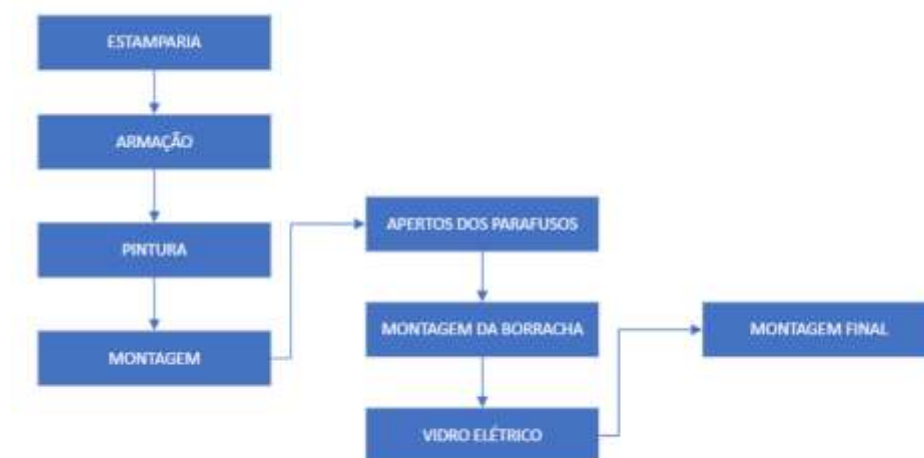 ESTAMPARIA
ARMAÇÃO
PINTURA
MONTAGEM
APERTOS DOS PARAFUSOS
MONTAGEM DA BORRACHA
VIDRO ELÉTRICO
MONTAGEM FINAL